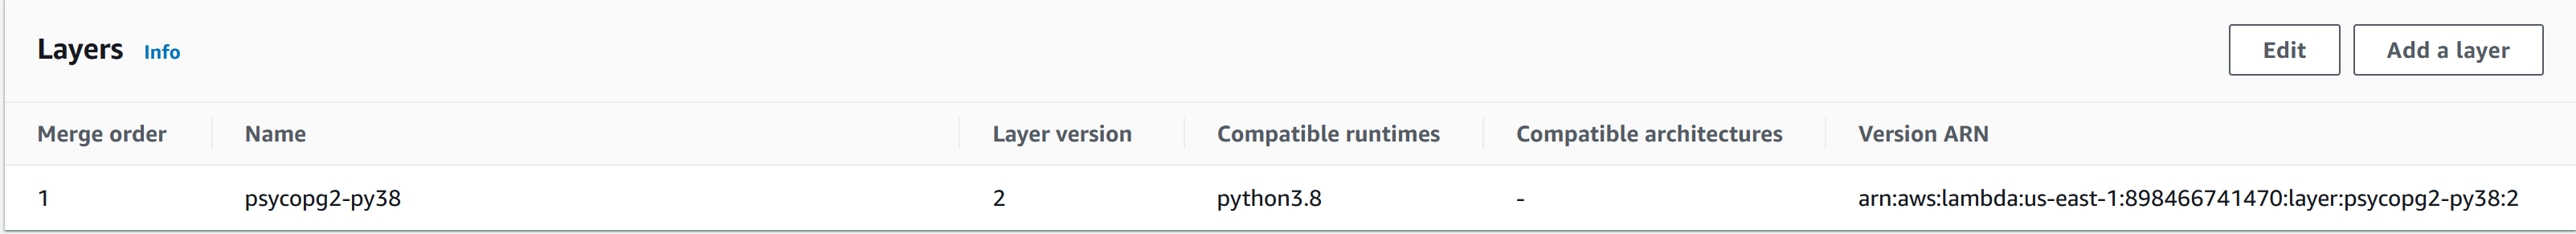 Layers Info Edit Add a layer
Merge order Name Layer version Compatible runtimes Compatible architectures Version ARN
1 psycopg2-py38 2 python3.8 - arn:aws:lambda:us-east-1:898466741470:layer:psycopg2-py38:2